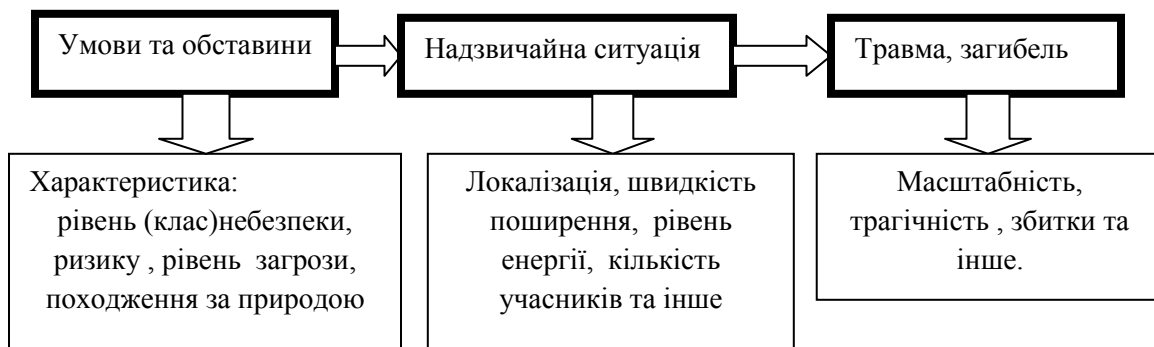 Умови та обставини
Надзвичайна ситуація
Травма, загибель
Характеристика:
рівень (клас)небезпеки,
ризику , рівень загрози,
походження за природою
Локалізація, швидкість
поширення, рівень
енергії, кількість
учасників та інше
Масштабність,
трагічність , збитки та
інше.